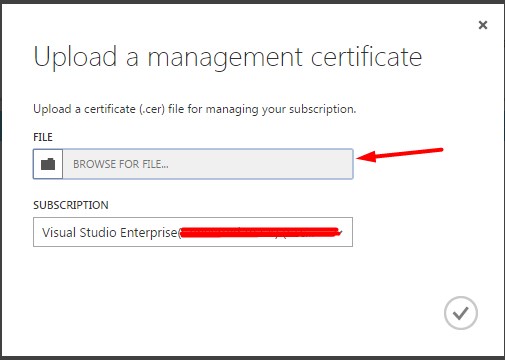 Upload a management certificate
Upload a certificate (.cer) file for managing your subscription.
FILE
BROWSE FOR FILE...
SUBSCRIPTION
Visual Studio Enterprise(